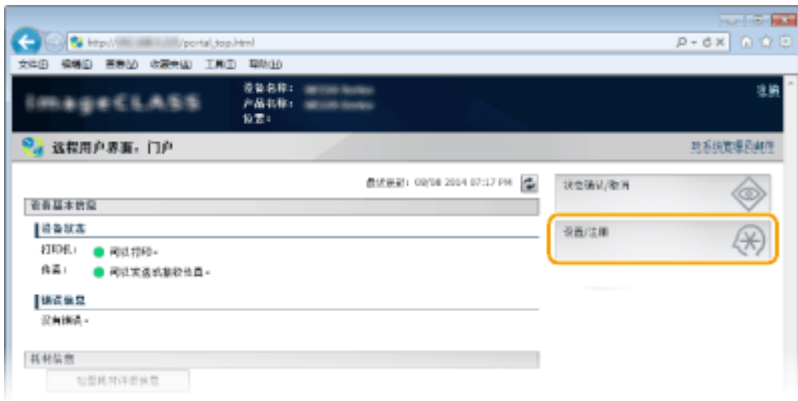 http:// /portal_top.html
文件(F) 编辑(E) 查看(V) 收藏夹(A) 工具(T) 帮助(H)
imageCLASS
设备名称:
产品名称:
位置:
注销
远程用户界面: 门户
致系统管理员邮件
最近更新: 08/08 2014 07:17 PM
设备基本信息
设备状态
打印机: 可以打印。
传真: 可以发送或接收传真。
错误信息
没有错误。
耗材信息
检查耗材详细信息
状态确认/取消
设置/注册